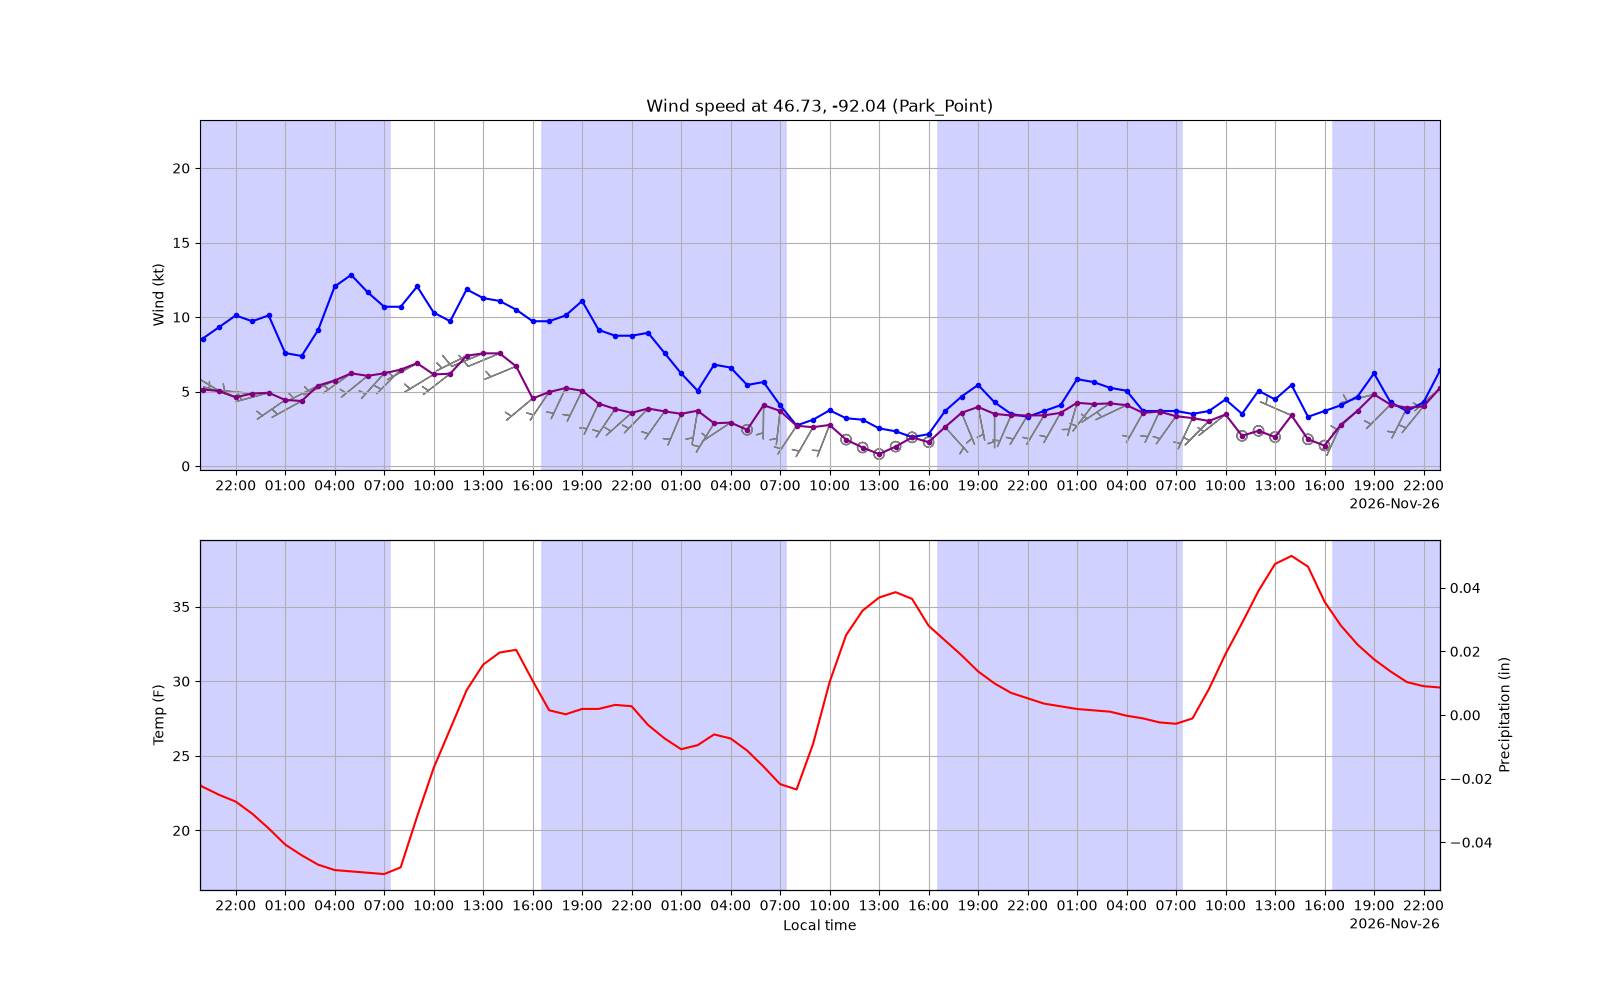 Wind speed at 46.73, -92.04 (Park_Point)
Wind (kt)
20
15
10
5
0
22:00 01:00 04:00 07:00 10:00 13:00 16:00 19:00 22:00 01:00 04:00 07:00 10:00 13:00 16:00 19:00 22:00 01:00 04:00 07:00 10:00 13:00 16:00 19:00 22:00
2026-Nov-26
Temp (F)
35
30
25
20
0.04
0.02
0.00
−0.02
−0.04
Precipitation (in)
22:00 01:00 04:00 07:00 10:00 13:00 16:00 19:00 22:00 01:00 04:00 07:00 10:00 13:00 16:00 19:00 22:00 01:00 04:00 07:00 10:00 13:00 16:00 19:00 22:00
Local time
2026-Nov-26